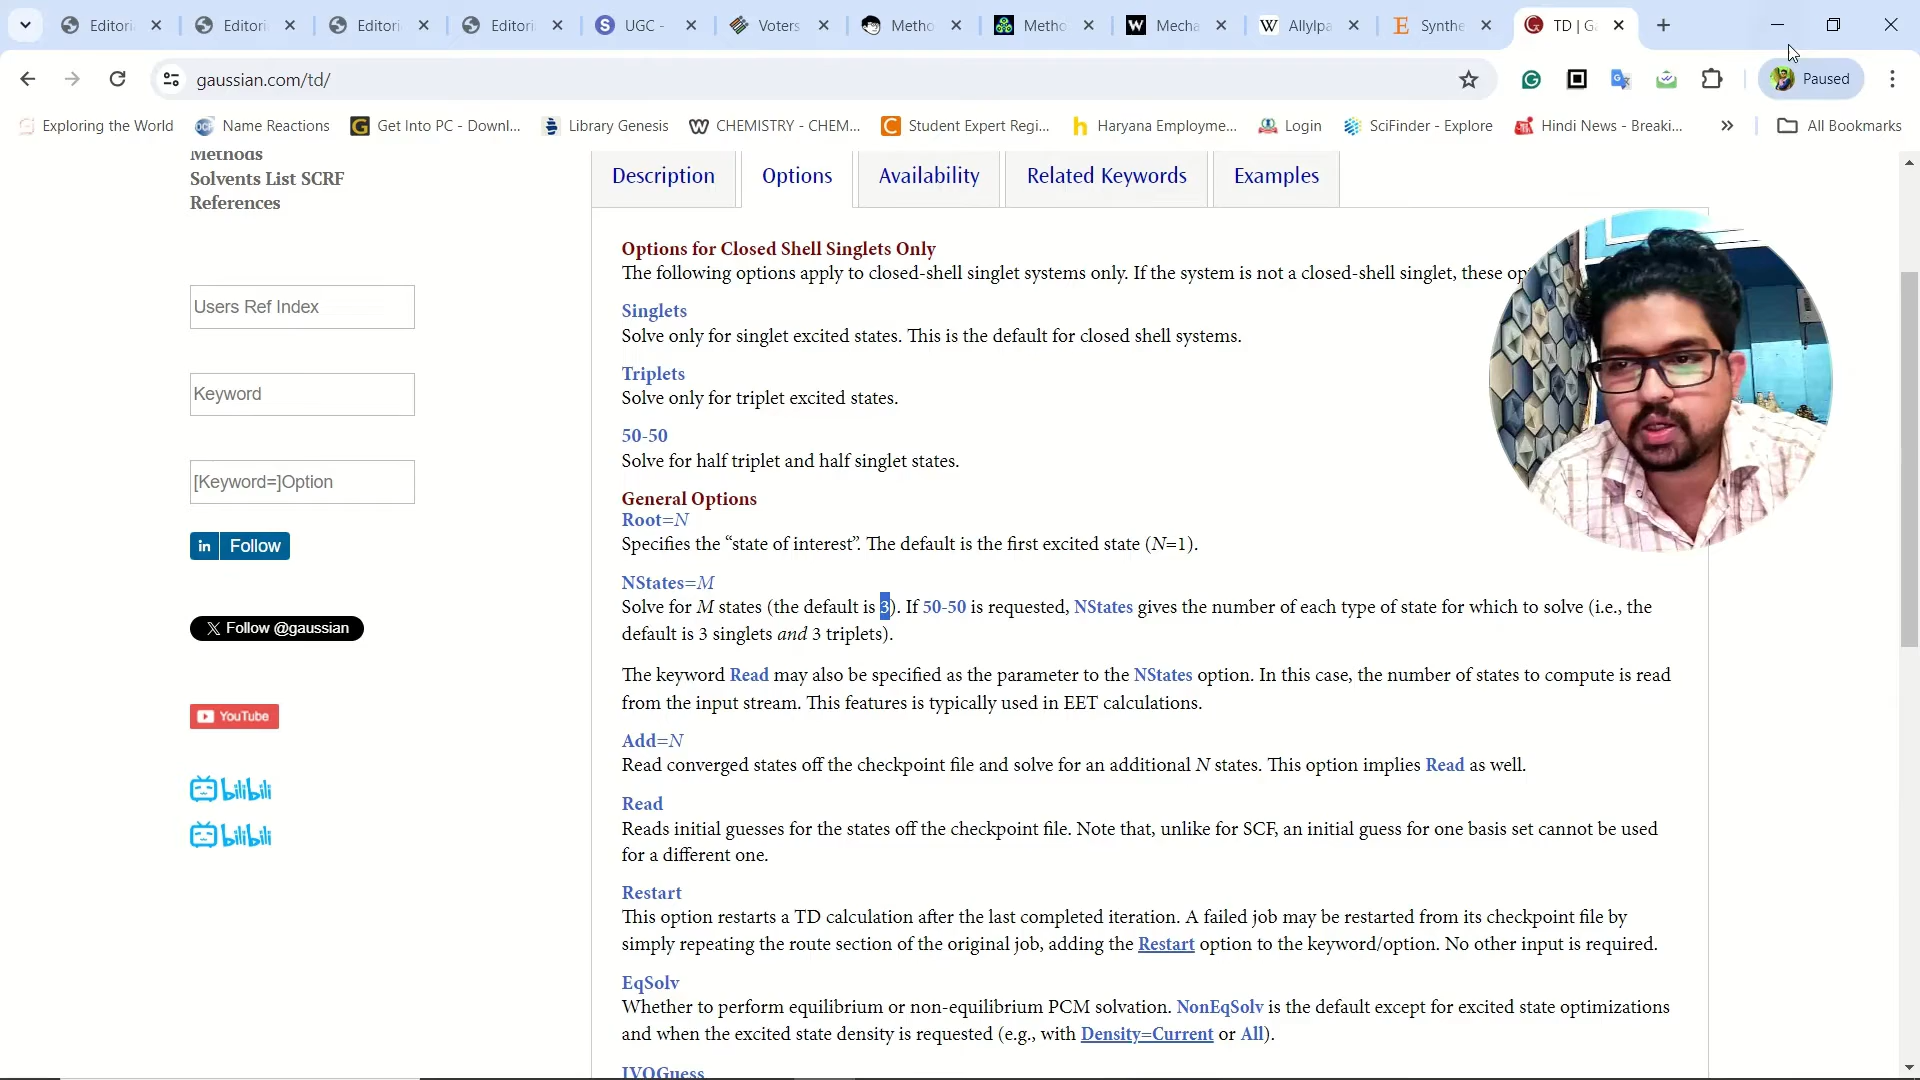 Editori
Editori
Editori
Editori
UGC -
Voters
Metho
Metho
Mecha
Allylpa
Synthe
TD | Ga
gaussian.com/td/
Paused
Exploring the World
Name Reactions
Get Into PC - Downl...
Library Genesis
CHEMISTRY - CHEM...
Student Expert Regi...
Haryana Employme...
Login
SciFinder - Explore
Hindi News - Breaki...
All Bookmarks
Methods
Solvents List SCRF
References
Users Ref Index
Keyword
[Keyword=]Option
in Follow
X Follow @gaussian
YouTube
bilibili
bilibili
Description
Options
Availability
Related Keywords
Examples
Options for Closed Shell Singlets Only
The following options apply to closed-shell singlet systems only. If the system is not a closed-shell singlet, these op
Singlets
Solve only for singlet excited states. This is the default for closed shell systems.
Triplets
Solve only for triplet excited states.
50-50
Solve for half triplet and half singlet states.
General Options
Root=N
Specifies the “state of interest”. The default is the first excited state (N=1).
NStates=M
Solve for M states (the default is 3). If 50-50 is requested, NStates gives the number of each type of state for which to solve (i.e., the
default is 3 singlets and 3 triplets).
The keyword Read may also be specified as the parameter to the NStates option. In this case, the number of states to compute is read
from the input stream. This features is typically used in EET calculations.
Add=N
Read converged states off the checkpoint file and solve for an additional N states. This option implies Read as well.
Read
Reads initial guesses for the states off the checkpoint file. Note that, unlike for SCF, an initial guess for one basis set cannot be used
for a different one.
Restart
This option restarts a TD calculation after the last completed iteration. A failed job may be restarted from its checkpoint file by
simply repeating the route section of the original job, adding the Restart option to the keyword/option. No other input is required.
EqSolv
Whether to perform equilibrium or non-equilibrium PCM solvation. NonEqSolv is the default except for excited state optimizations
and when the excited state density is requested (e.g., with Density=Current or All).
IVOGuess